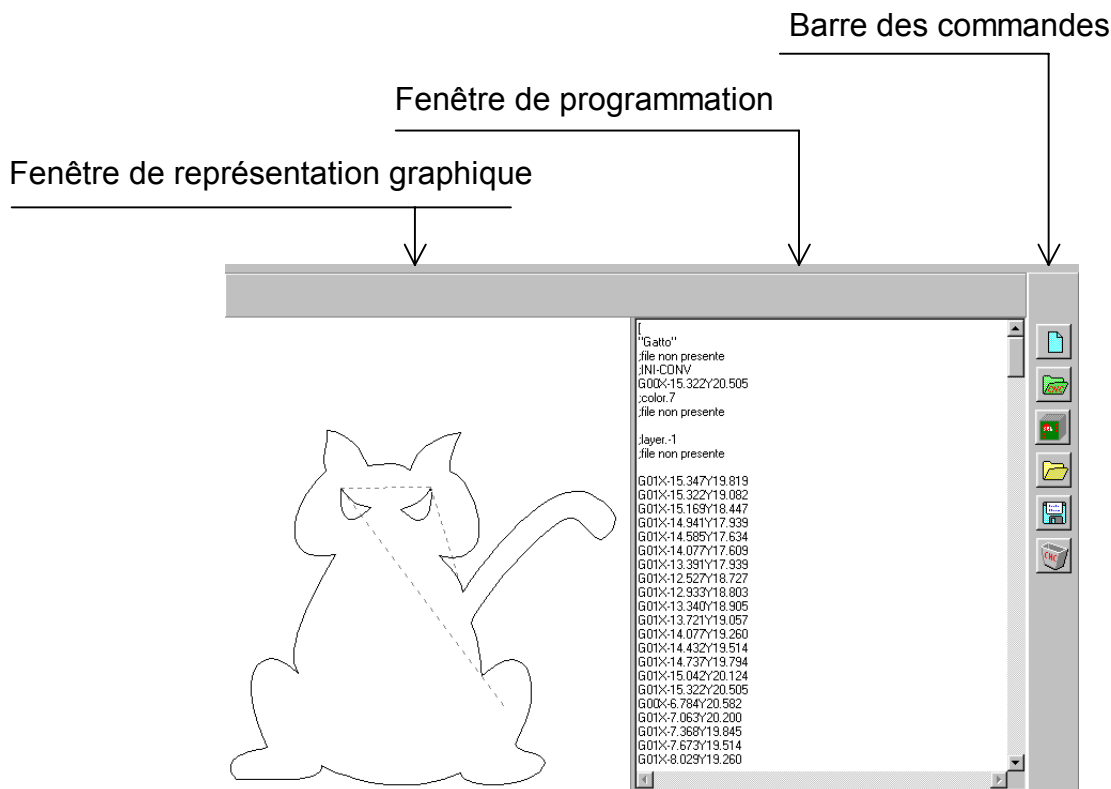 Barre des commandes
Fenêtre de programmation
Fenêtre de représentation graphique
[
"Gatto"
;file non presente
;INI-CONV
G00X-15.322Y20.505
;color.7
;file non presente
;layer.-1
;file non presente
G01X-15.347Y19.819
G01X-15.322Y19.082
G01X-15.169Y18.447
G01X-14.941Y17.939
G01X-14.585Y17.634
G01X-14.077Y17.609
G01X-13.391Y17.939
G01X-12.527Y18.727
G01X-12.933Y18.803
G01X-13.340Y18.905
G01X-13.721Y19.057
G01X-14.077Y19.260
G01X-14.432Y19.514
G01X-14.737Y19.794
G01X-15.042Y20.124
G01X-15.322Y20.505
G00X-6.784Y20.582
G01X-7.063Y20.200
G01X-7.368Y19.845
G01X-7.673Y19.514
G01X-8.029Y19.260
CNC
CNC